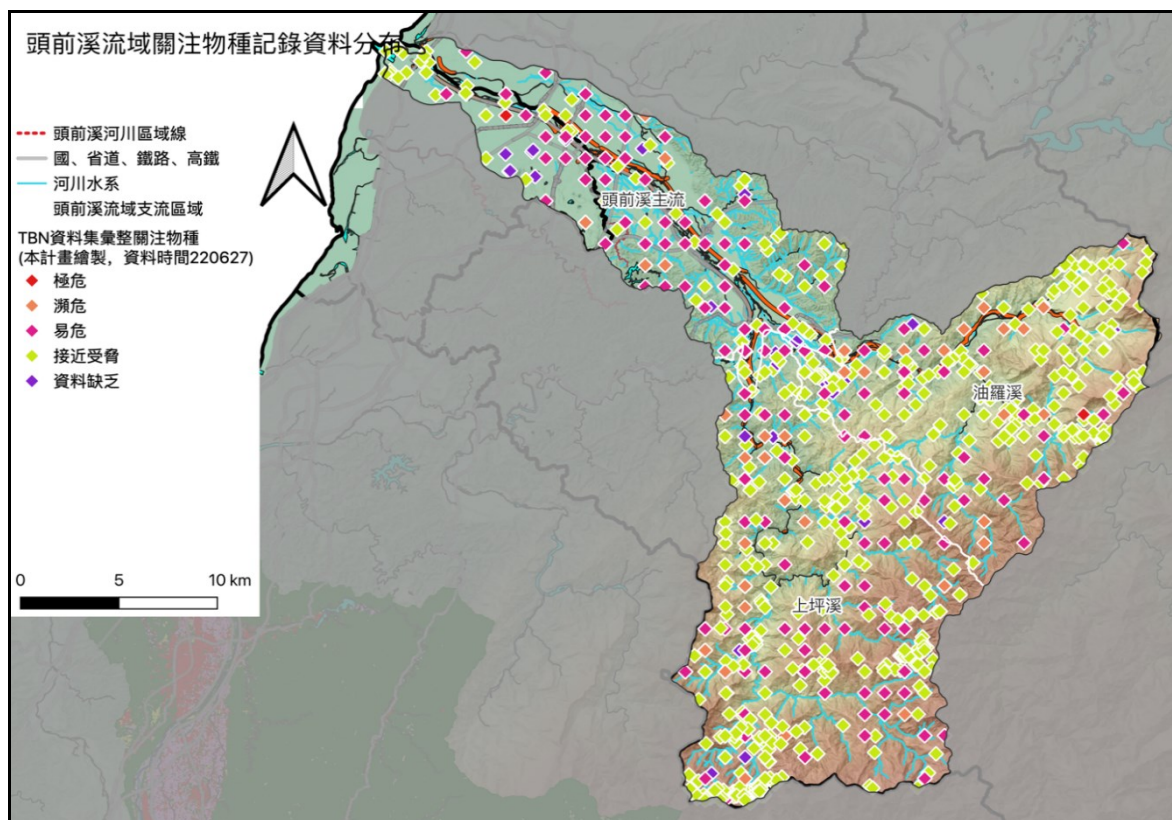 頭前溪流域關注物種記錄資料分布
頭前溪河川區域線
國、省道、鐵路、高鐵
河川水系
頭前溪流域支流區域
TBN資料集彙整關注物種
(本計畫繪製，資料時間220627)
極危
瀕危
易危
接近受脅
資料缺乏
0 5 10 km
頭前溪主流
油羅溪
上坪溪